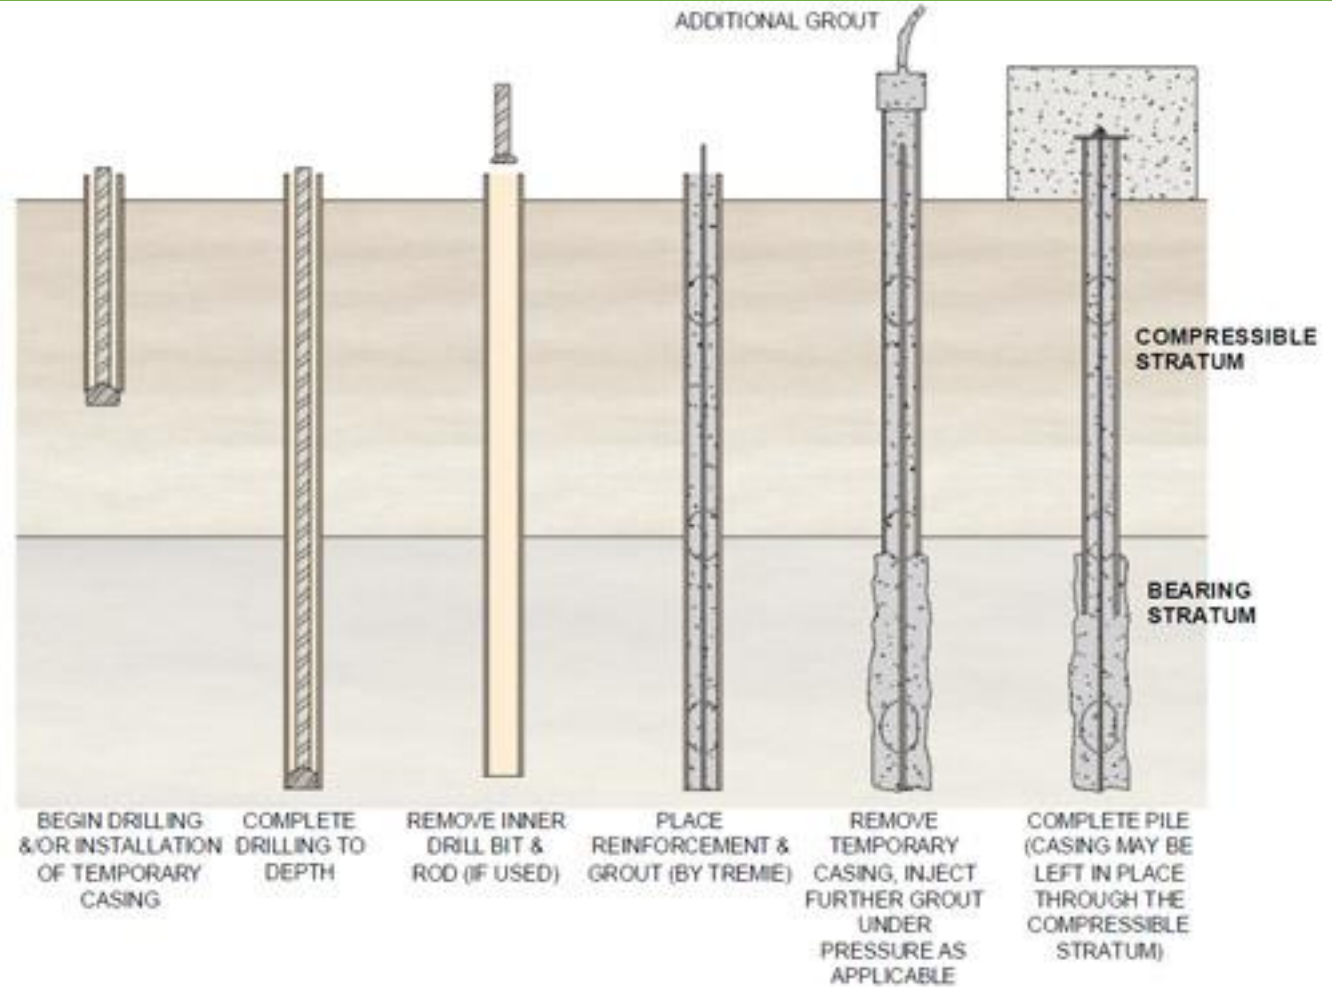 ADDITIONAL GROUT
COMPRESSIBLE
STRATUM
BEARING
STRATUM
BEGIN DRILLING
&/OR INSTALLATION
OF TEMPORARY
CASING
COMPLETE
DRILLING TO
DEPTH
REMOVE INNER
DRILL BIT &
ROD (IF USED)
PLACE
REINFORCEMENT &
GROUT (BY TREMIE)
REMOVE
TEMPORARY
CASING, INJECT
FURTHER GROUT
UNDER
PRESSURE AS
APPLICABLE
COMPLETE PILE
(CASING MAY BE
LEFT IN PLACE
THROUGH THE
COMPRESSIBLE
STRATUM)